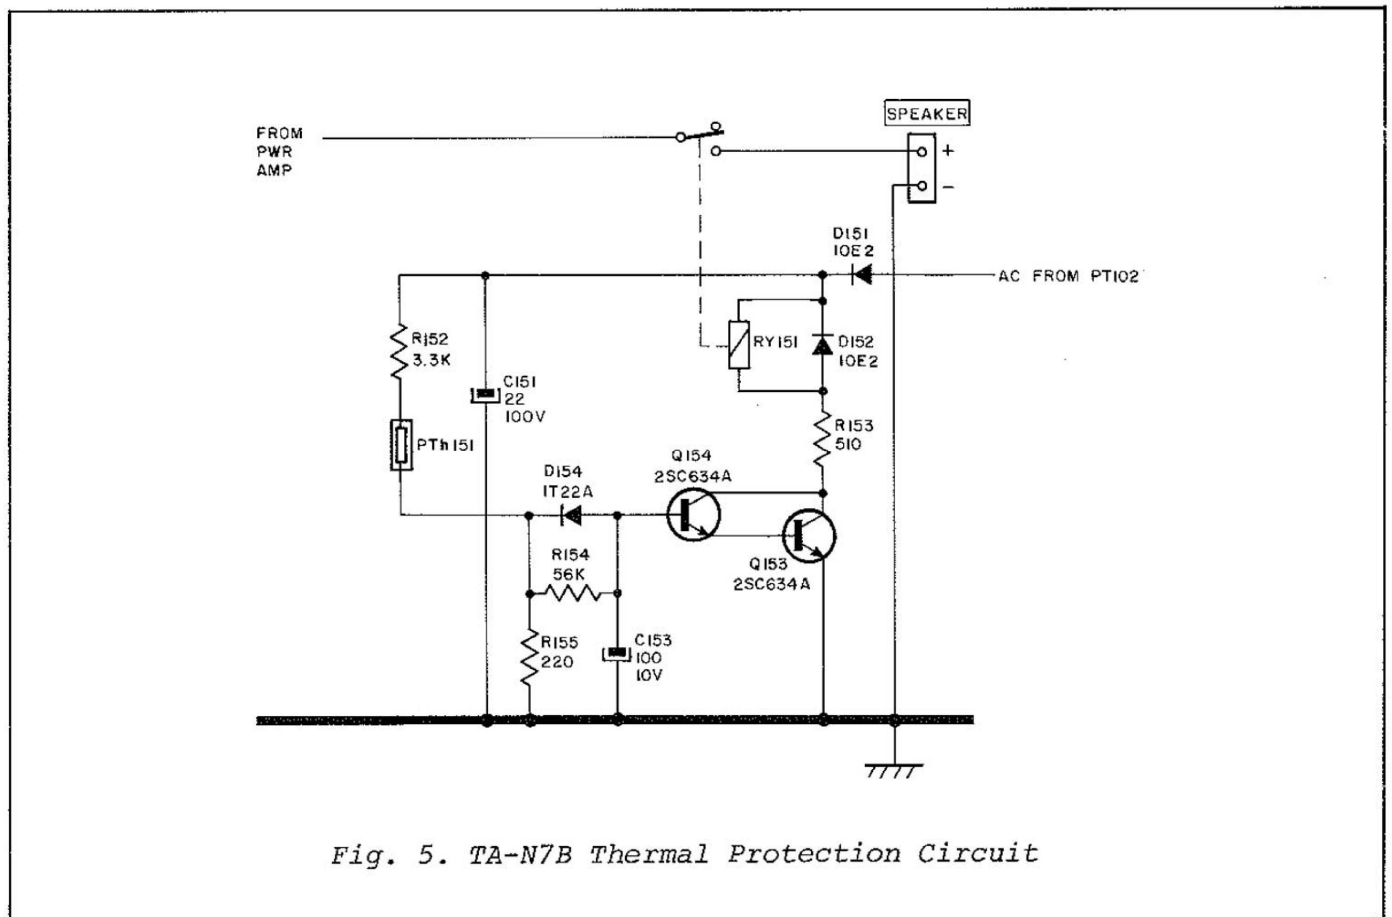 SPEAKER
FROM
PWR
AMP
+
−
D151
10E2
AC FROM PT102
R152
3.3K
RY151
D152
10E2
C151
22
100V
PTh151
R153
510
Q154
2SC634A
D154
1T22A
R154
56K
Q153
2SC634A
R155
220
C153
100
10V
Fig. 5. TA-N7B Thermal Protection Circuit